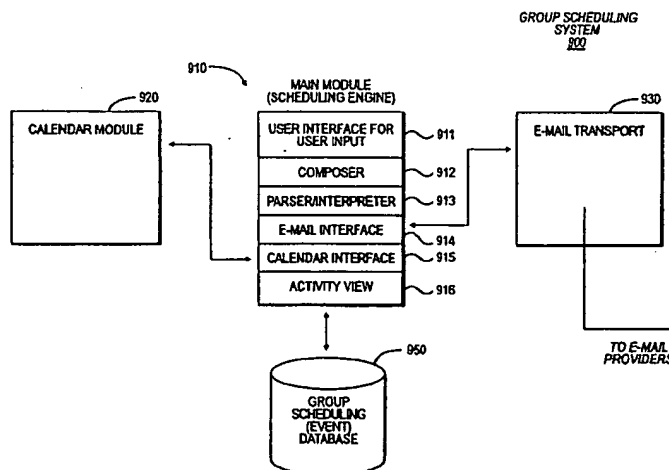 GROUP SCHEDULING
SYSTEM
900
910
920
CALENDAR MODULE
MAIN MODULE
(SCHEDULING ENGINE)
USER INTERFACE FOR
USER INPUT
911
COMPOSER
912
PARSER/INTERPRETER
913
E-MAIL INTERFACE
914
CALENDAR INTERFACE
915
ACTIVITY VIEW
916
930
E-MAIL TRANSPORT
TO E-MAIL
PROVIDERS
950
GROUP
SCHEDULING
(EVENT)
DATABASE